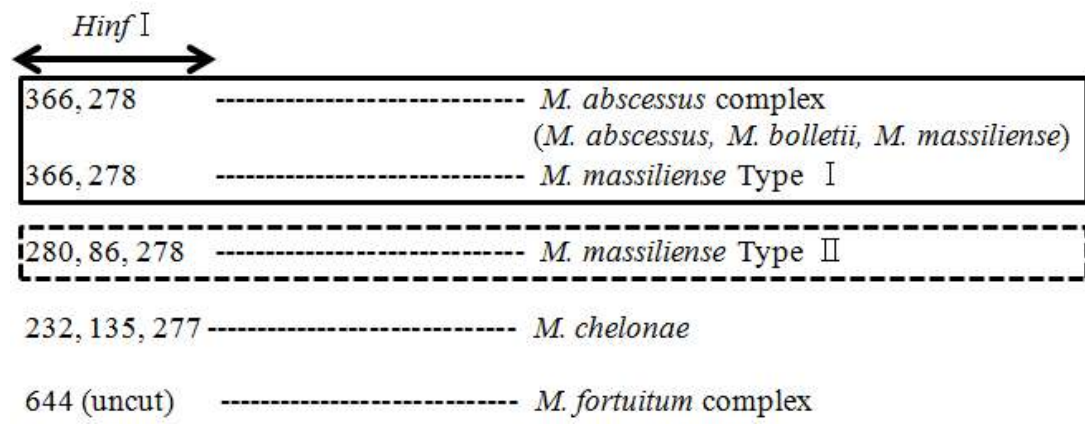 Hinf Ⅰ
366, 278 ---------------------------- M. abscessus complex
(M. abscessus, M. bolletii, M. massiliense)
366, 278 ---------------------------- M. massiliense Type Ⅰ
280, 86, 278 ---------------------------- M. massiliense Type Ⅱ
232, 135, 277 ---------------------------- M. chelonae
644 (uncut) --------------------------- M. fortuitum complex